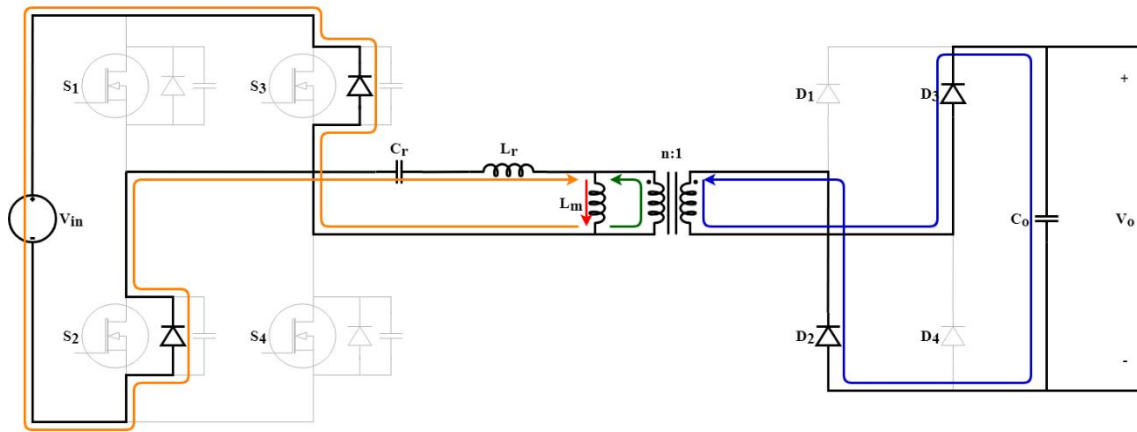 S1
S3
D1
D3
+
Cr
Lr
n:1
Vin
+
-
Lm
Co
Vo
S2
S4
D2
D4
-